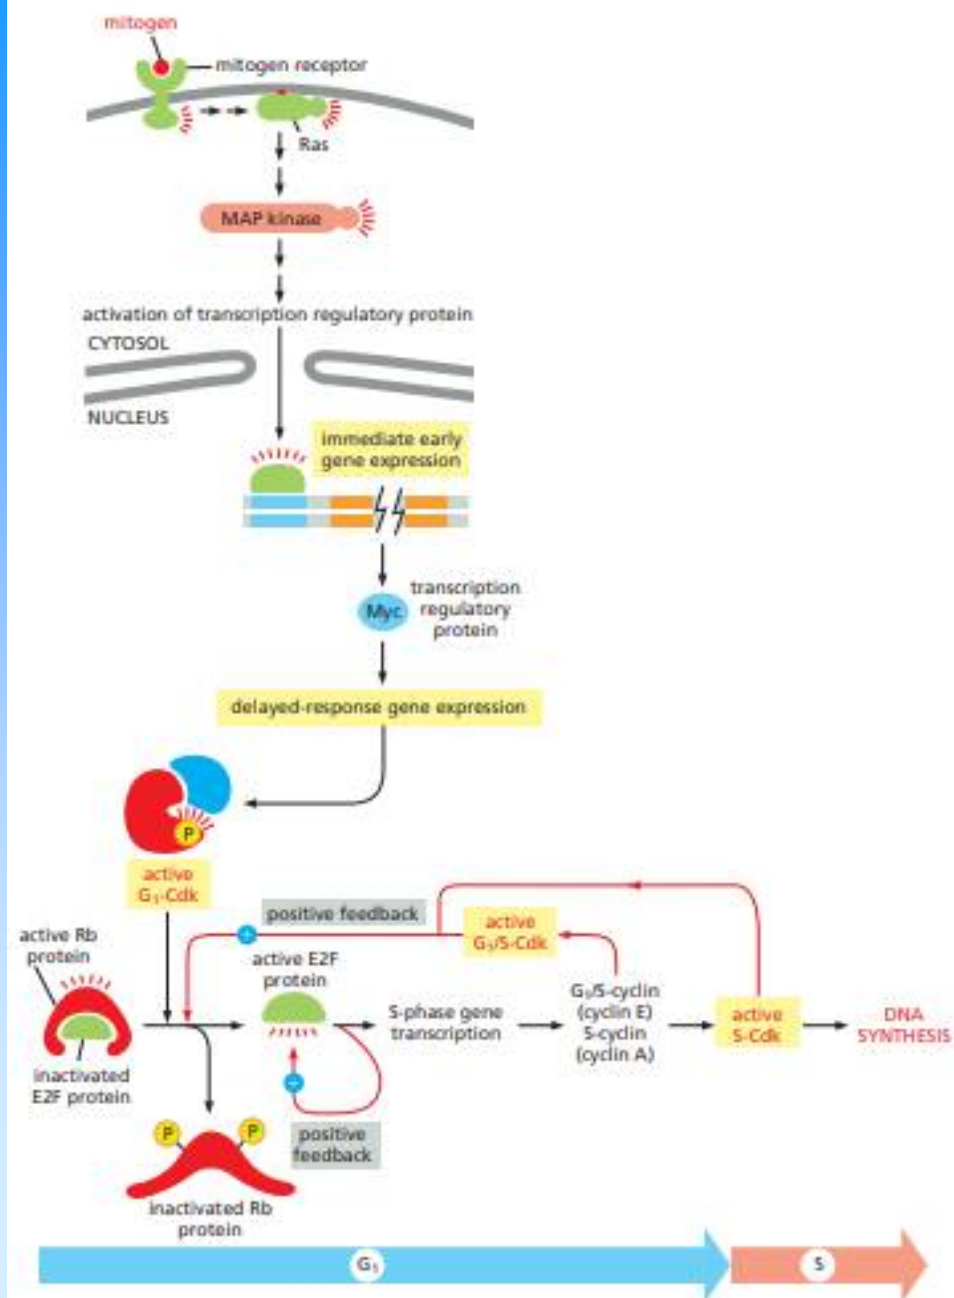 mitogen
mitogen receptor
Ras
MAP kinase
activation of transcription regulatory protein
CYTOSOL
NUCLEUS
immediate early
gene expression
Myc
transcription
regulatory
protein
delayed-response gene expression
P
active
G₁-Cdk
positive feedback
active
G₁/S-Cdk
active Rb
protein
+
active E2F
protein
S-phase gene
transcription
G₁/S-cyclin
(cyclin E)
S-cyclin
(cyclin A)
active
S-Cdk
DNA
SYNTHESIS
inactivated
E2F protein
+
positive
feedback
P
P
inactivated Rb
protein
G₁
S